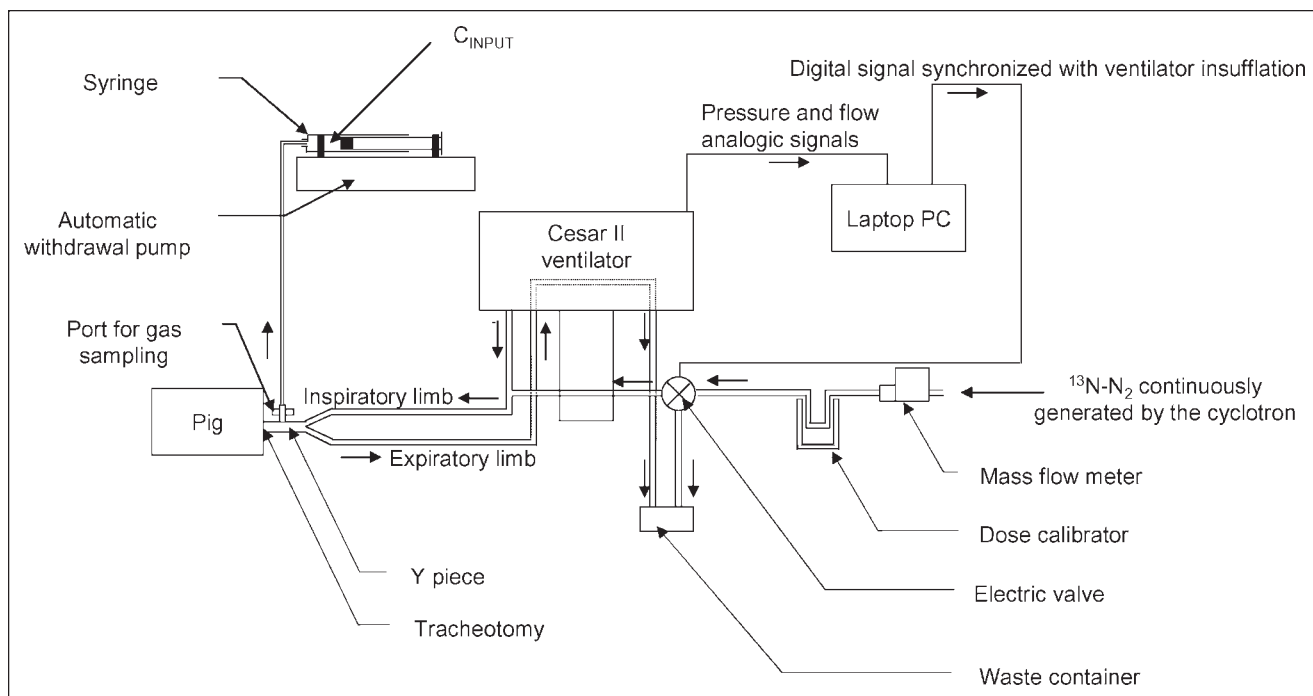 C_INPUT
Syringe
Digital signal synchronized with ventilator insufflation
Pressure and flow
analogic signals
Automatic
withdrawal pump
Cesar II
ventilator
Laptop PC
Port for gas
sampling
Inspiratory limb
Pig
Expiratory limb
¹³N-N₂ continuously
generated by the cyclotron
Mass flow meter
Dose calibrator
Y piece
Electric valve
Tracheotomy
Waste container